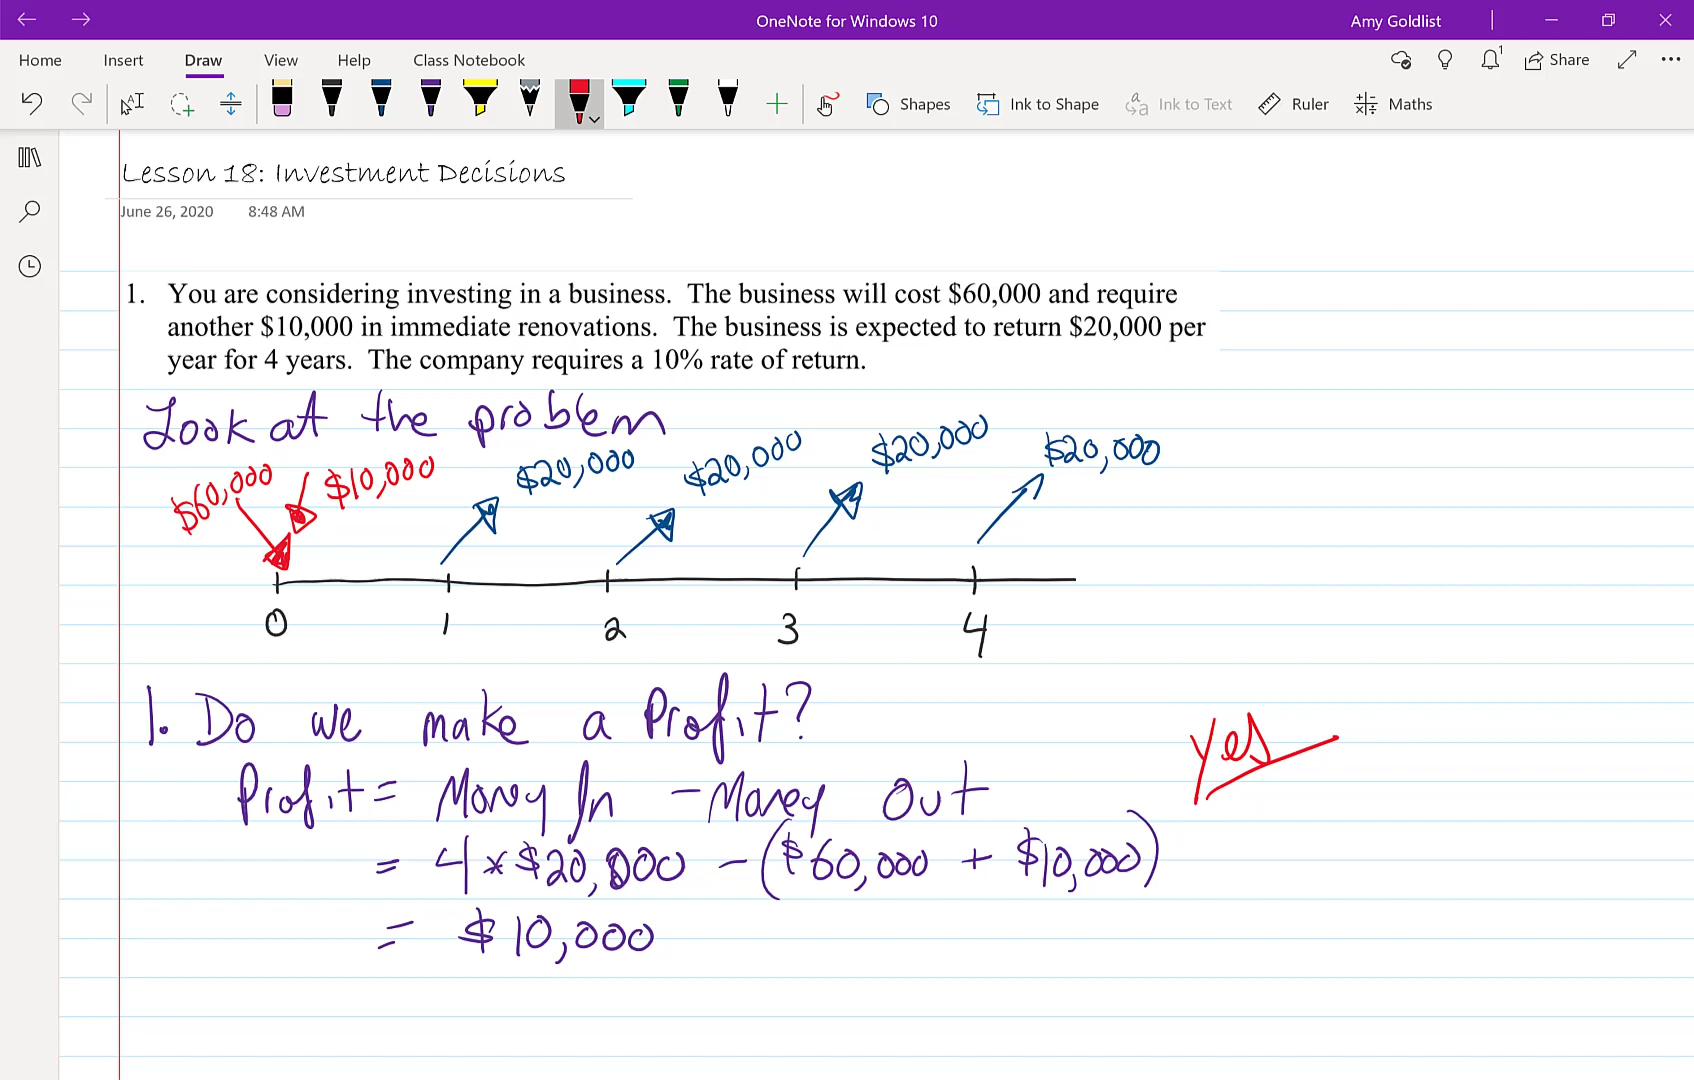 OneNote for Windows 10
Amy Goldlist
Home Insert Draw View Help Class Notebook
1 Share
Shapes Ink to Shape Ink to Text Ruler Maths
Lesson 18: Investment Decisions
June 26, 2020 8:48 AM
1. You are considering investing in a business. The business will cost $60,000 and require
another $10,000 in immediate renovations. The business is expected to return $20,000 per
year for 4 years. The company requires a 10% rate of return.
Look at the problem
$60,000 $10,000 $20,000 $20,000 $20,000 $20,000
0 1 2 3 4
1. Do we make a Profit?
yes
Profit = Money In - Money Out
= 4 * $20,000 - ($60,000 + $10,000)
= $10,000